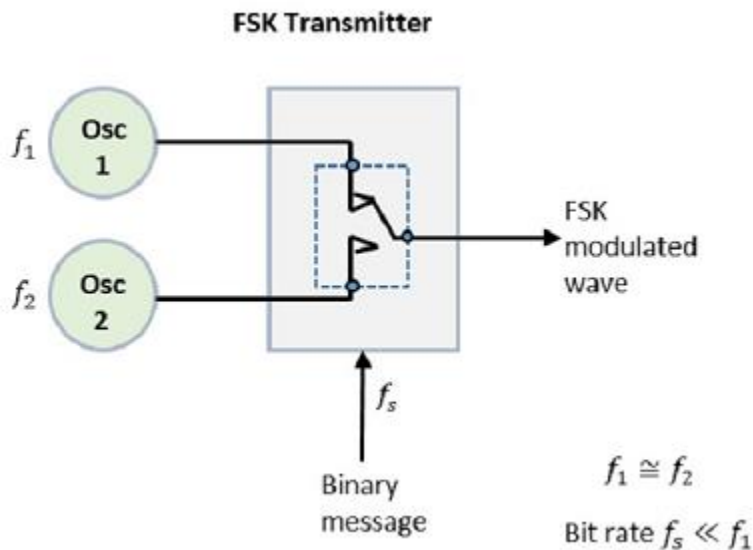 FSK Transmitter
f₁
Osc
1
f₂
Osc
2
FSK
modulated
wave
fₛ
Binary
message
f₁ ≅ f₂
Bit rate fₛ ≪ f₁